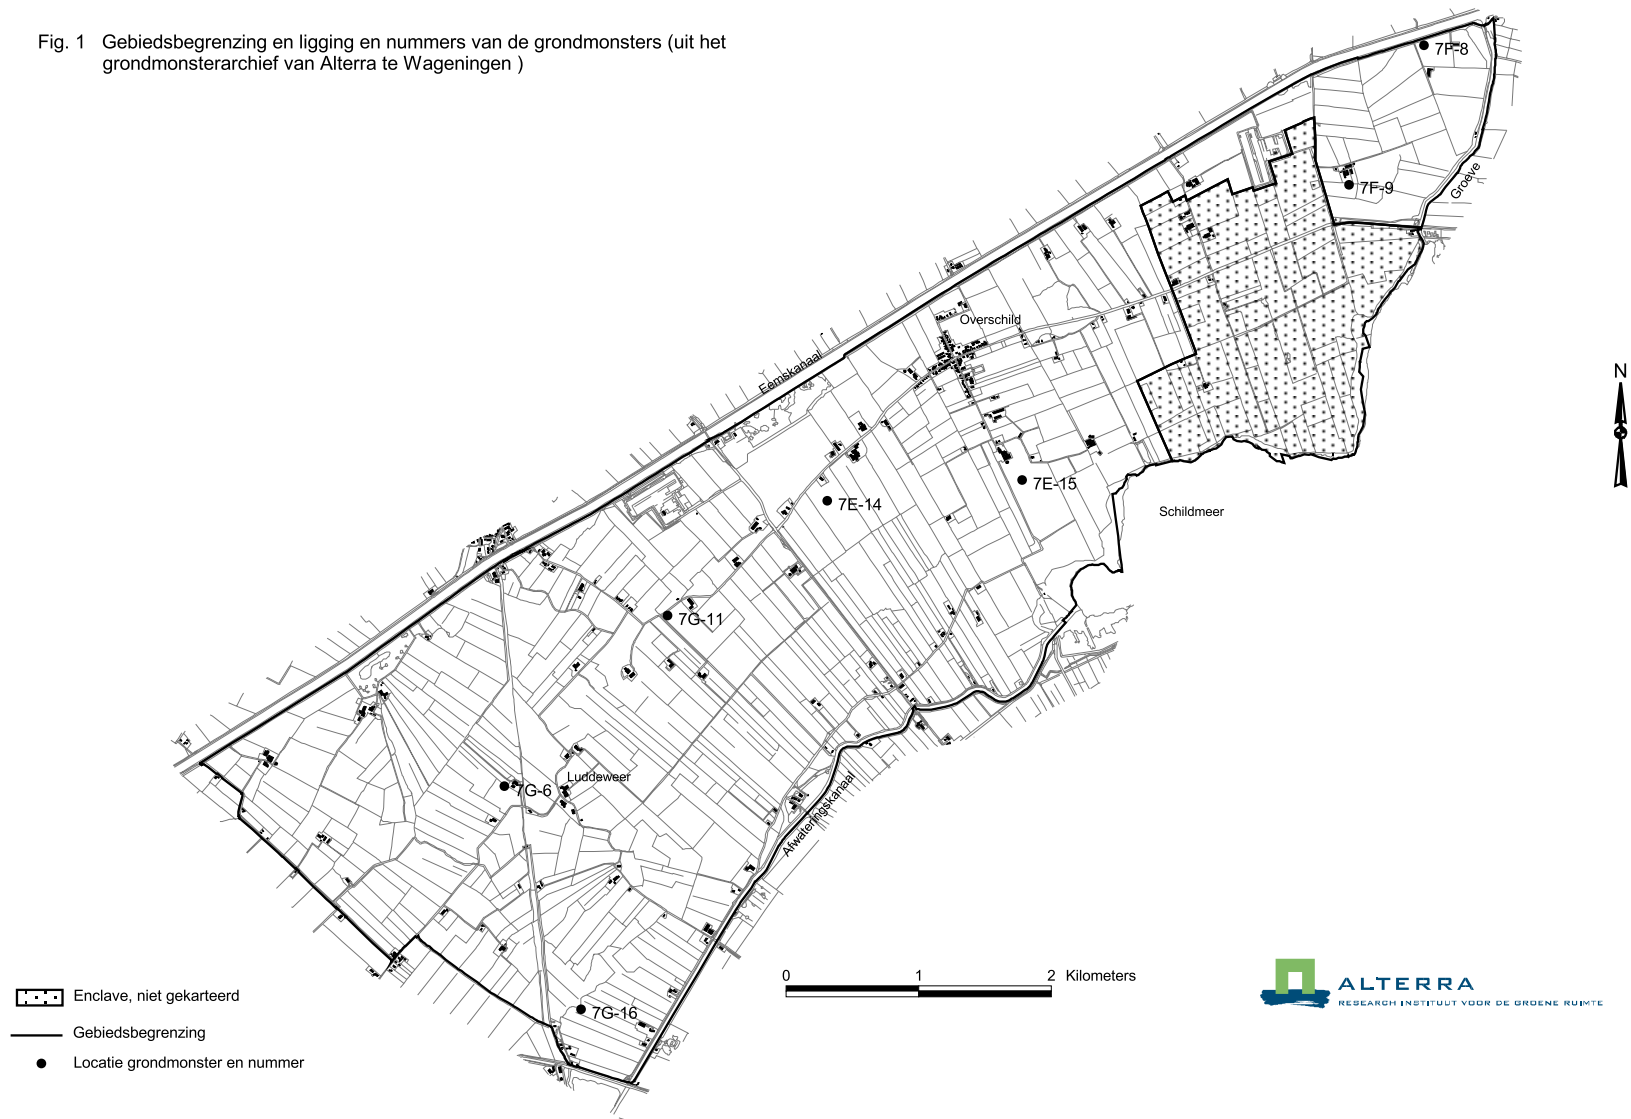 Fig. 1 Gebiedsbegrenzing en ligging en nummers van de grondmonsters (uit het
grondmonsterarchief van Alterra te Wageningen )
7F-8
7F-9
Groeve
Overschild
Eemskanaal
N
7E-14
7E-15
Schildmeer
7G-11
7G-6
Luddeweer
Afwateringskanaal
7G-16
0 1 2 Kilometers
Enclave, niet gekarteerd
Gebiedsbegrenzing
Locatie grondmonster en nummer
ALTERRA
RESEARCH INSTITUUT VOOR DE GROENE RUIMTE